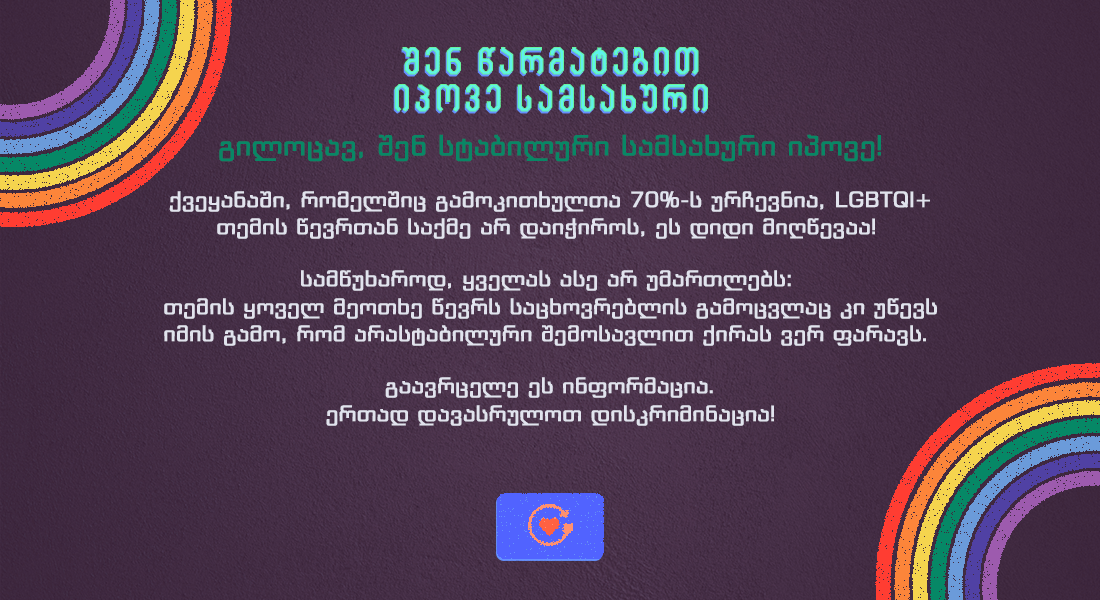 შენ წარმატებით
იპოვე სამსახური
გილოცავ, შენ სტაბილური სამსახური იპოვე!
ქვეყანაში, რომელშიც გამოკითხულთა 70%-ს ურჩევნია, LGBTQI+
თემის წევრთან საქმე არ დაიჭიროს, ეს დიდი მიღწევაა!
სამწუხაროდ, ყველას ასე არ უმართლებს:
თემის ყოველ მეოთხე წევრს საცხოვრებლის გამოცვლაც კი უწევს
იმის გამო, რომ არასტაბილური შემოსავლით ქირას ვერ ფარავს.
გაავრცელე ეს ინფორმაცია.
ერთად დავასრულოთ დისკრიმინაცია!